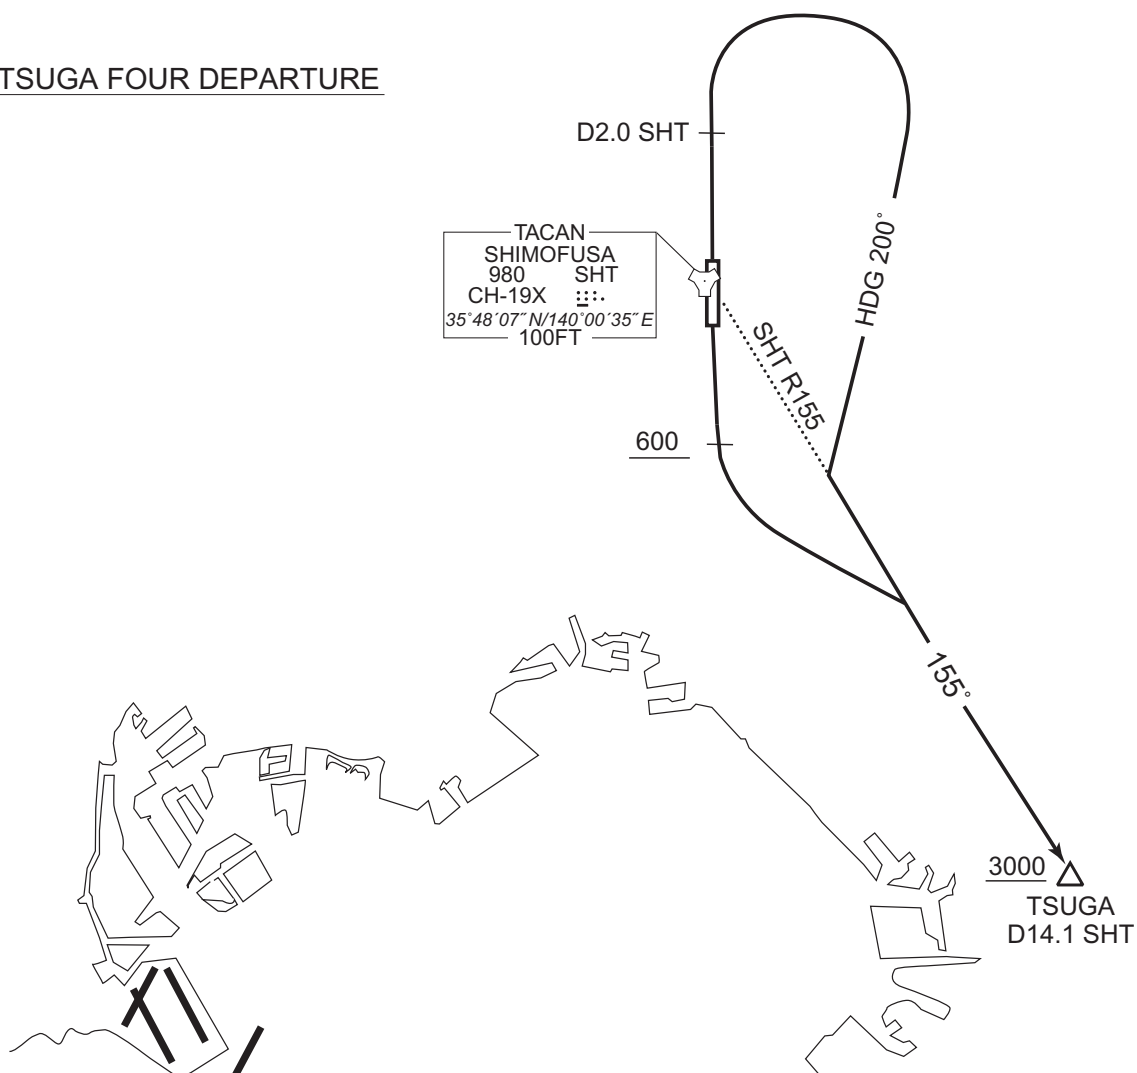 TSUGA FOUR DEPARTURE
D2.0 SHT
TACAN
SHIMOFUSA
980 SHT
CH-19X
35°48′07″N/140°00′35″E
100FT
HDG 200°
SHT R155
600
155°
3000
TSUGA
D14.1 SHT